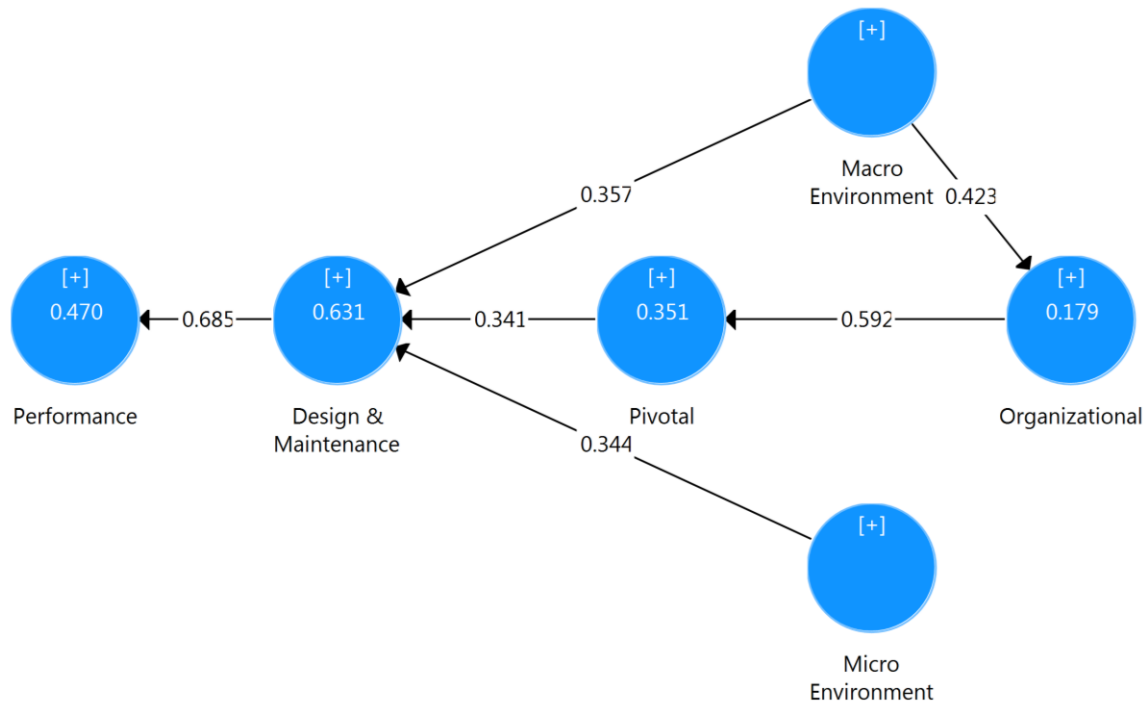 [+]
Macro
Environment
0.357
0.423
[+]
0.470
Performance
0.685
[+]
0.631
Design &
Maintenance
0.341
[+]
0.351
Pivotal
0.592
[+]
0.179
Organizational
0.344
[+]
Micro
Environment